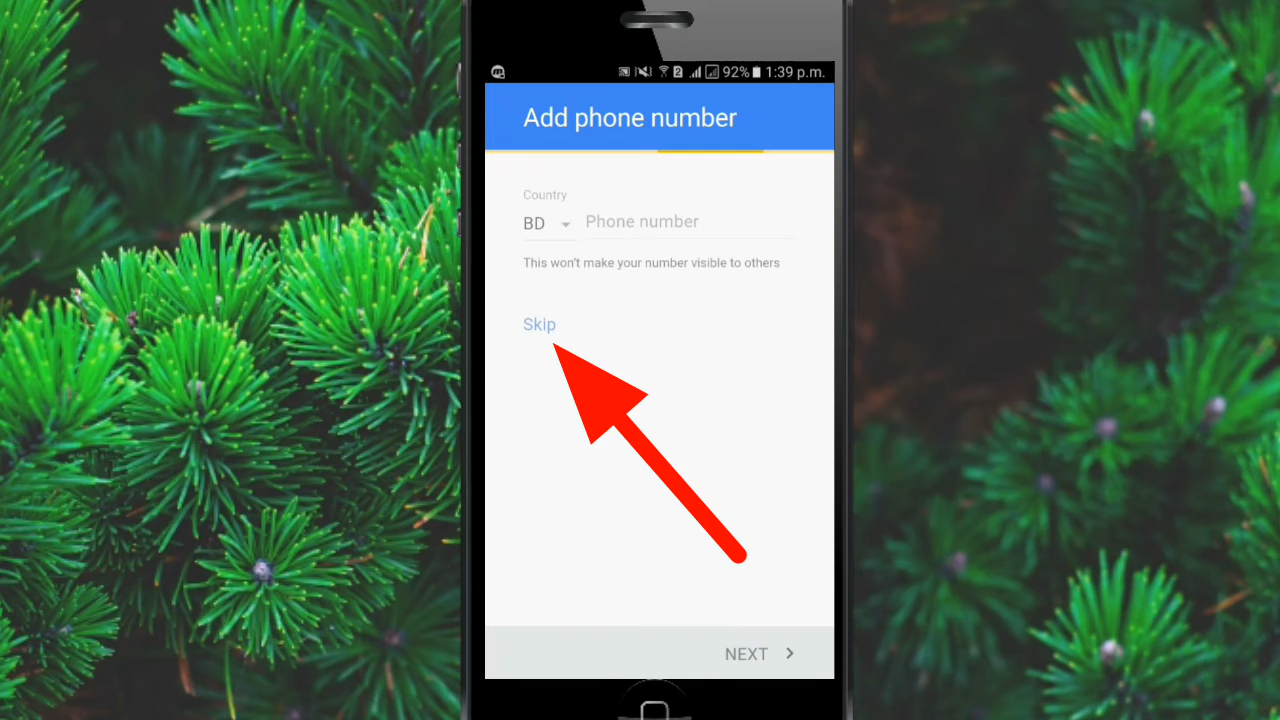 2 92% 1:39 p.m.
Add phone number
Country
BD Phone number
This won't make your number visible to others
Skip
NEXT